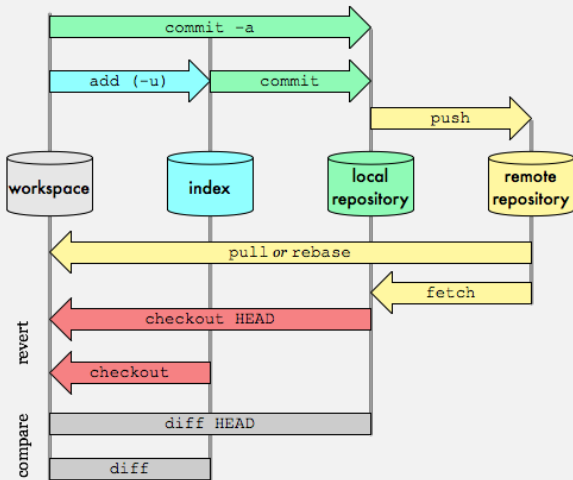 commit -a
add (-u)
commit
push
workspace
index
local
repository
remote
repository
pull or rebase
fetch
revert
checkout HEAD
checkout
compare
diff HEAD
diff